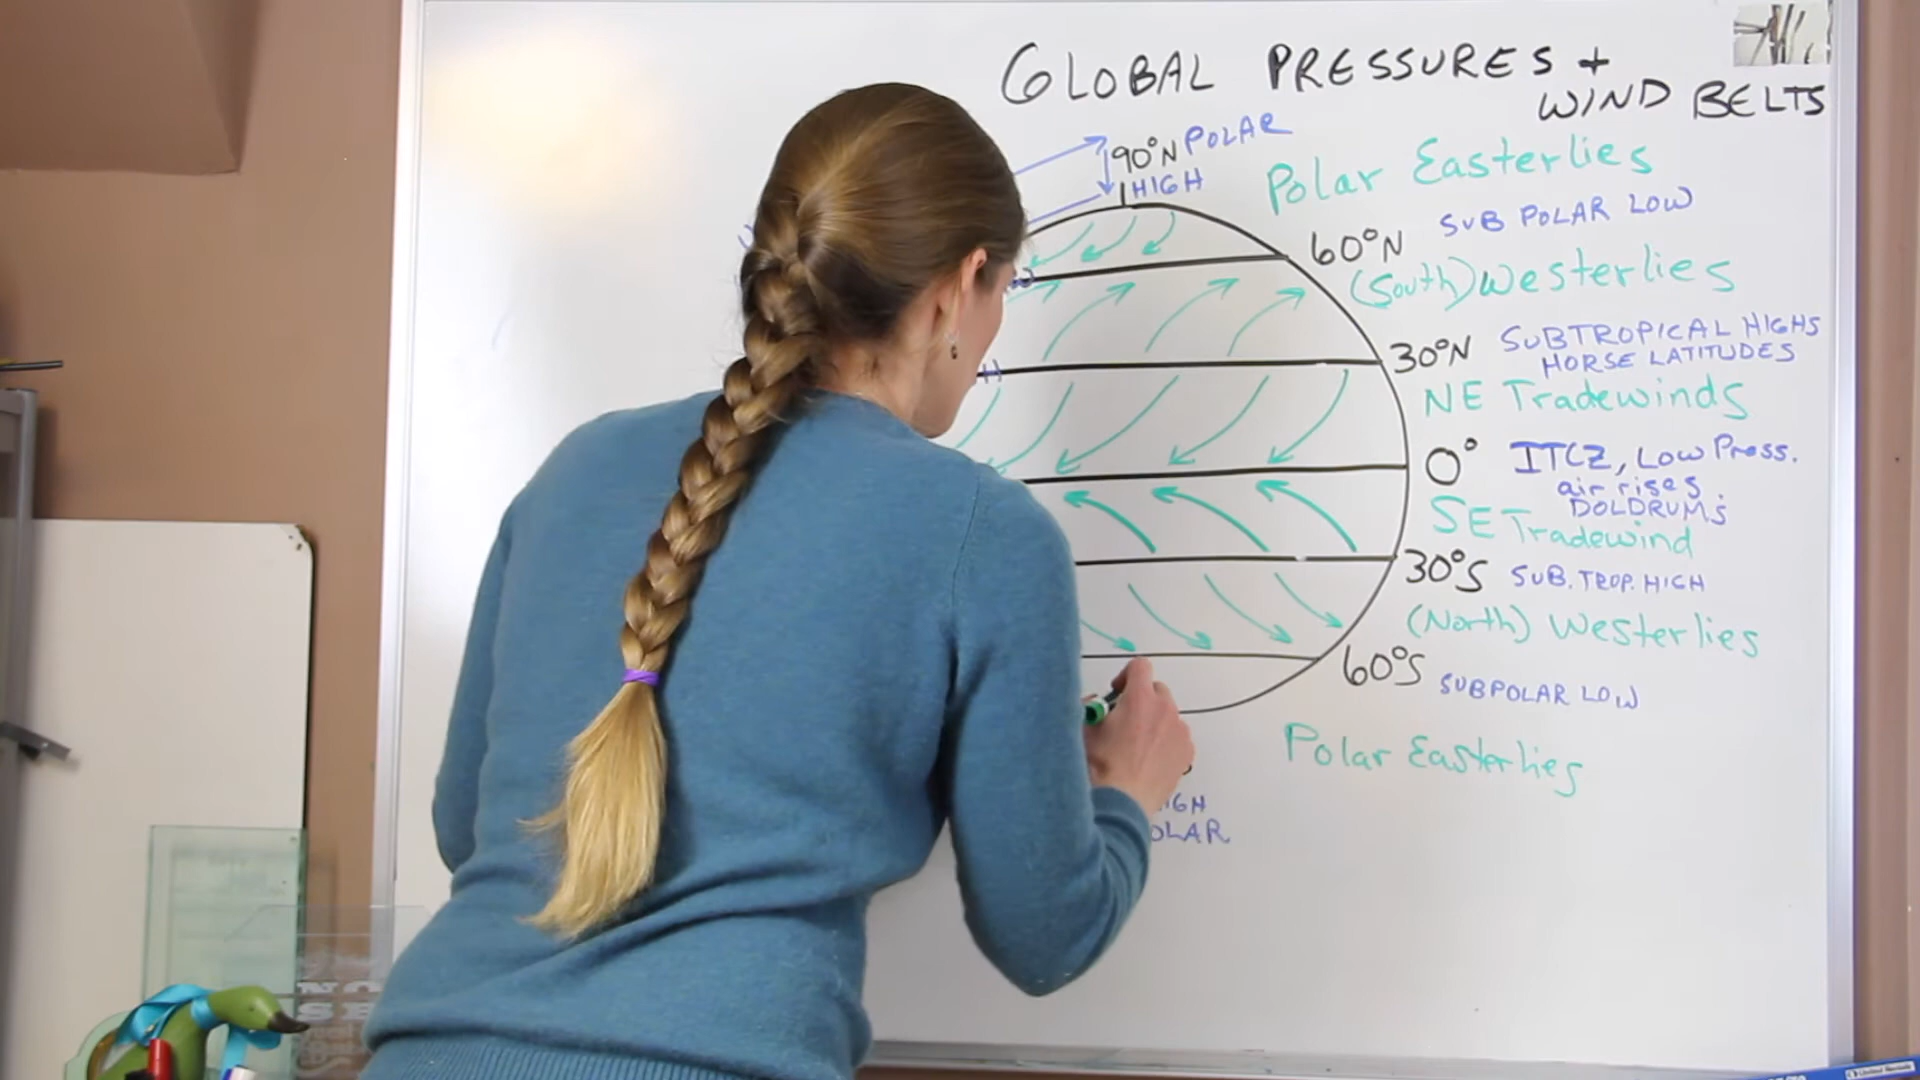 GLOBAL PRESSURES +
WIND BELTS
90°N POLAR
HIGH
Polar Easterlies
SUB POLAR LOW
60°N
(South) Westerlies
30°N SUBTROPICAL HIGHS
HORSE LATITUDES
H
NE Tradewinds
0° ITCZ, LOW Press.
air rises
DOLDRUMS
SE Tradewind
30°S SUB. TROP. HIGH
(North) Westerlies
60°S SUBPOLAR LOW
Polar Easterlies
IGH
OLAR